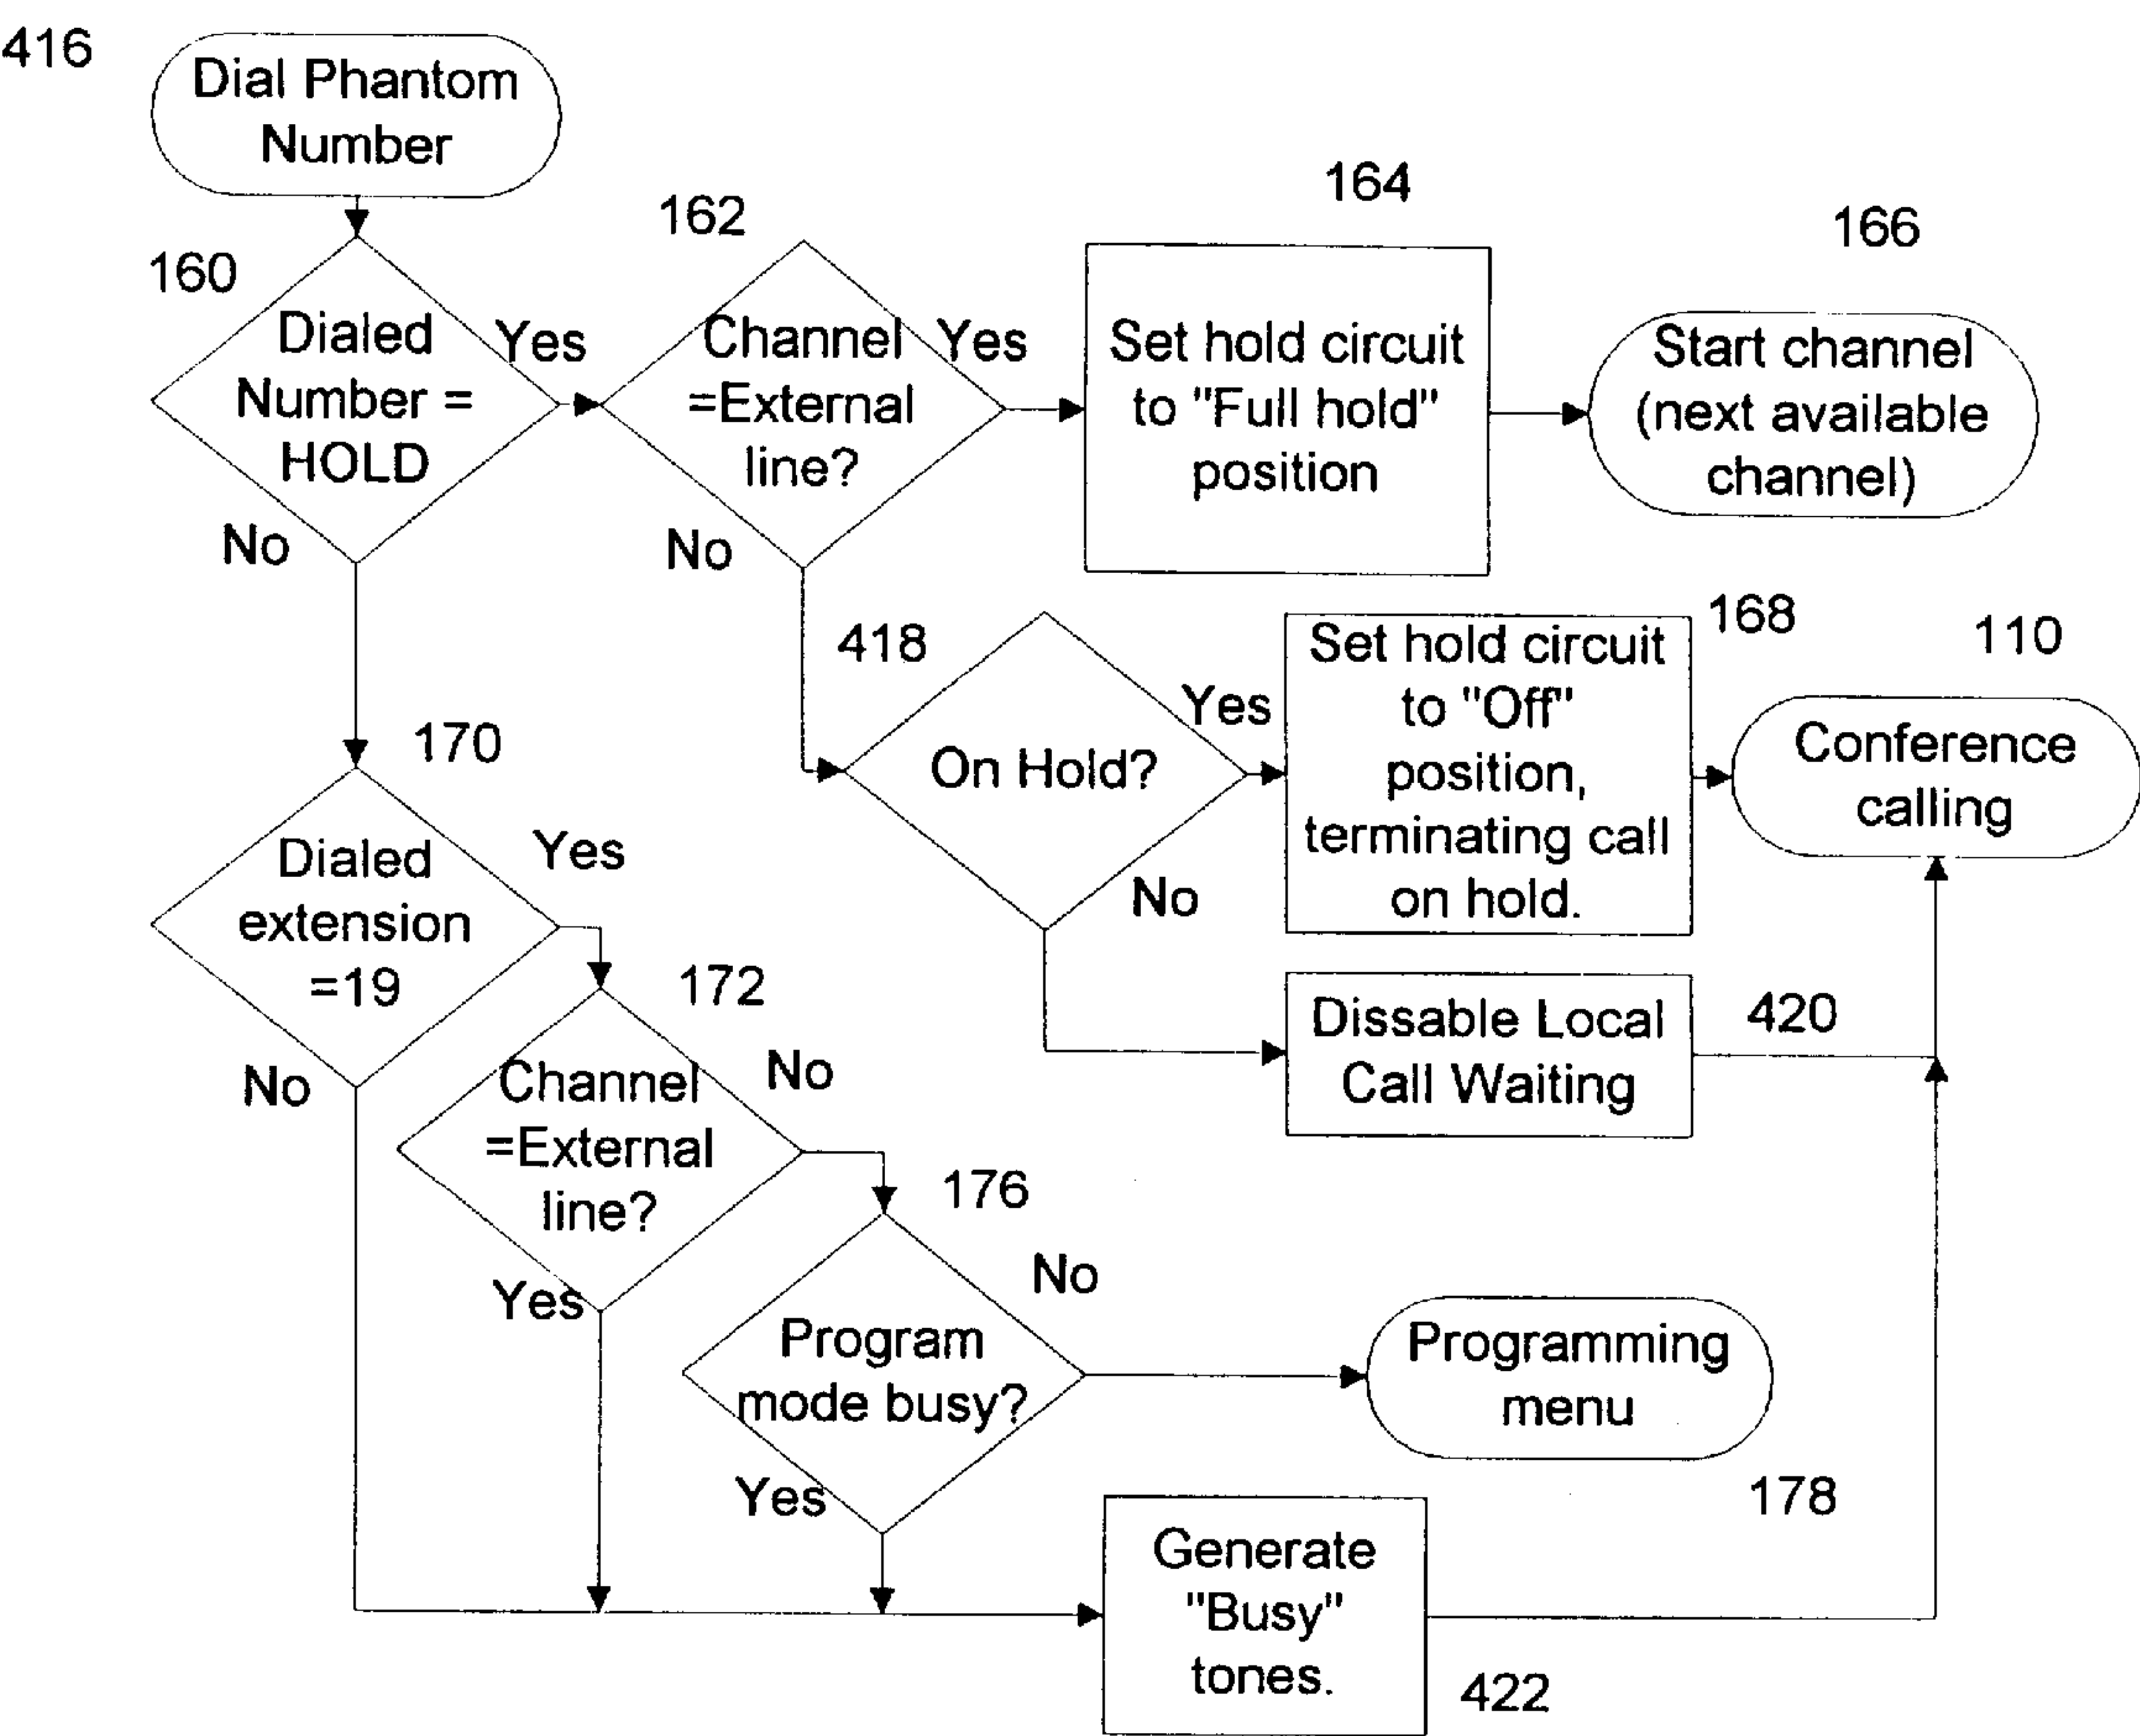 416
Dial Phantom
Number
160
Dialed
Number =
HOLD
Yes
No
162
Channel
=External
line?
Yes
No
164
Set hold circuit
to "Full hold"
position
166
Start channel
(next available
channel)
418
On Hold?
Yes
No
168
Set hold circuit
to "Off"
position,
terminating call
on hold.
110
Conference
calling
170
Dialed
extension
=19
Yes
No
172
Channel
=External
line?
No
Yes
Dissable Local
Call Waiting
420
176
Program
mode busy?
No
Yes
Programming
menu
178
Generate
"Busy"
tones.
422